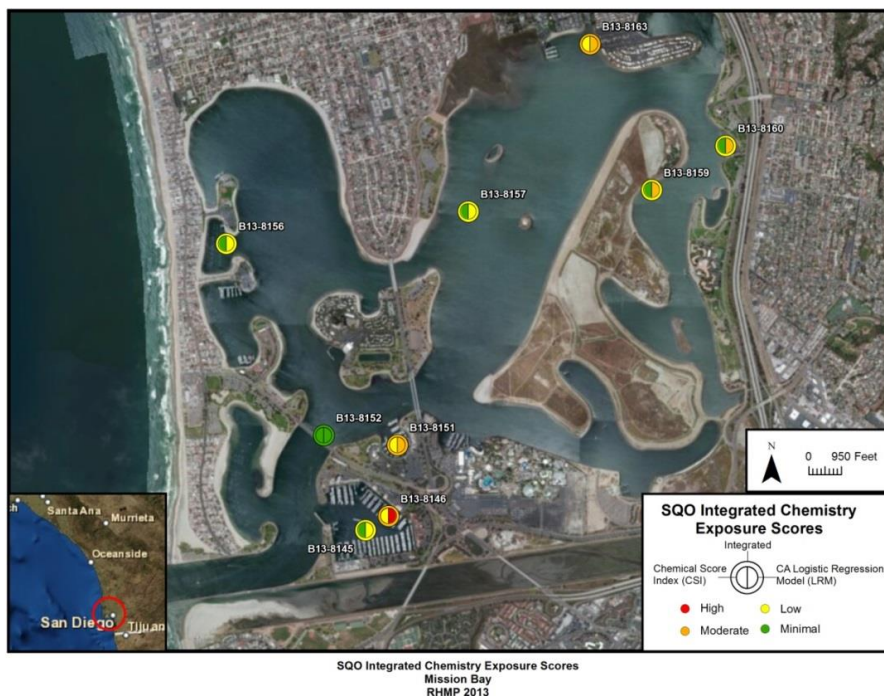 B13-8163
B13-8160
B13-8159
B13-8157
B13-8156
B13-8152
B13-8151
B13-8146
B13-8145
N
0 950 Feet
SQO Integrated Chemistry
Exposure Scores
Integrated
Chemical Score
Index (CSI)
CA Logistic Regression
Model (LRM)
High
Low
Moderate
Minimal
ch
Santa Ana
Murrieta
Oceanside
San Diego
Tijuan
SQO Integrated Chemistry Exposure Scores
Mission Bay
RHMP 2013